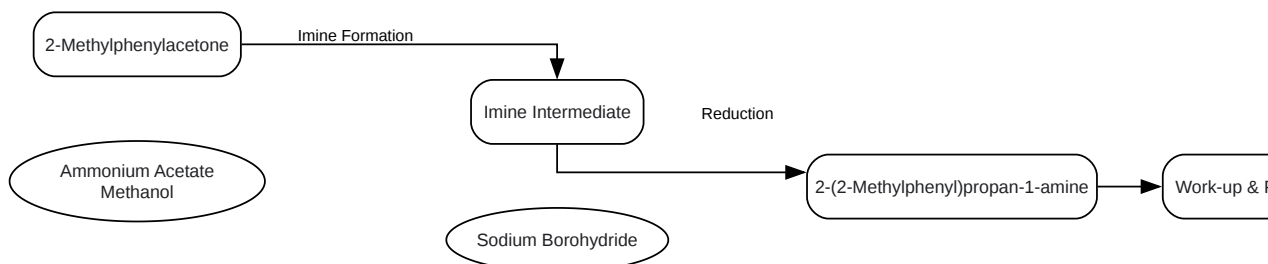 2-Methylphenylacetone
Imine Formation
Imine Intermediate
Reduction
Ammonium Acetate
Methanol
2-(2-Methylphenyl)propan-1-amine
Work-up &
Sodium Borohydride